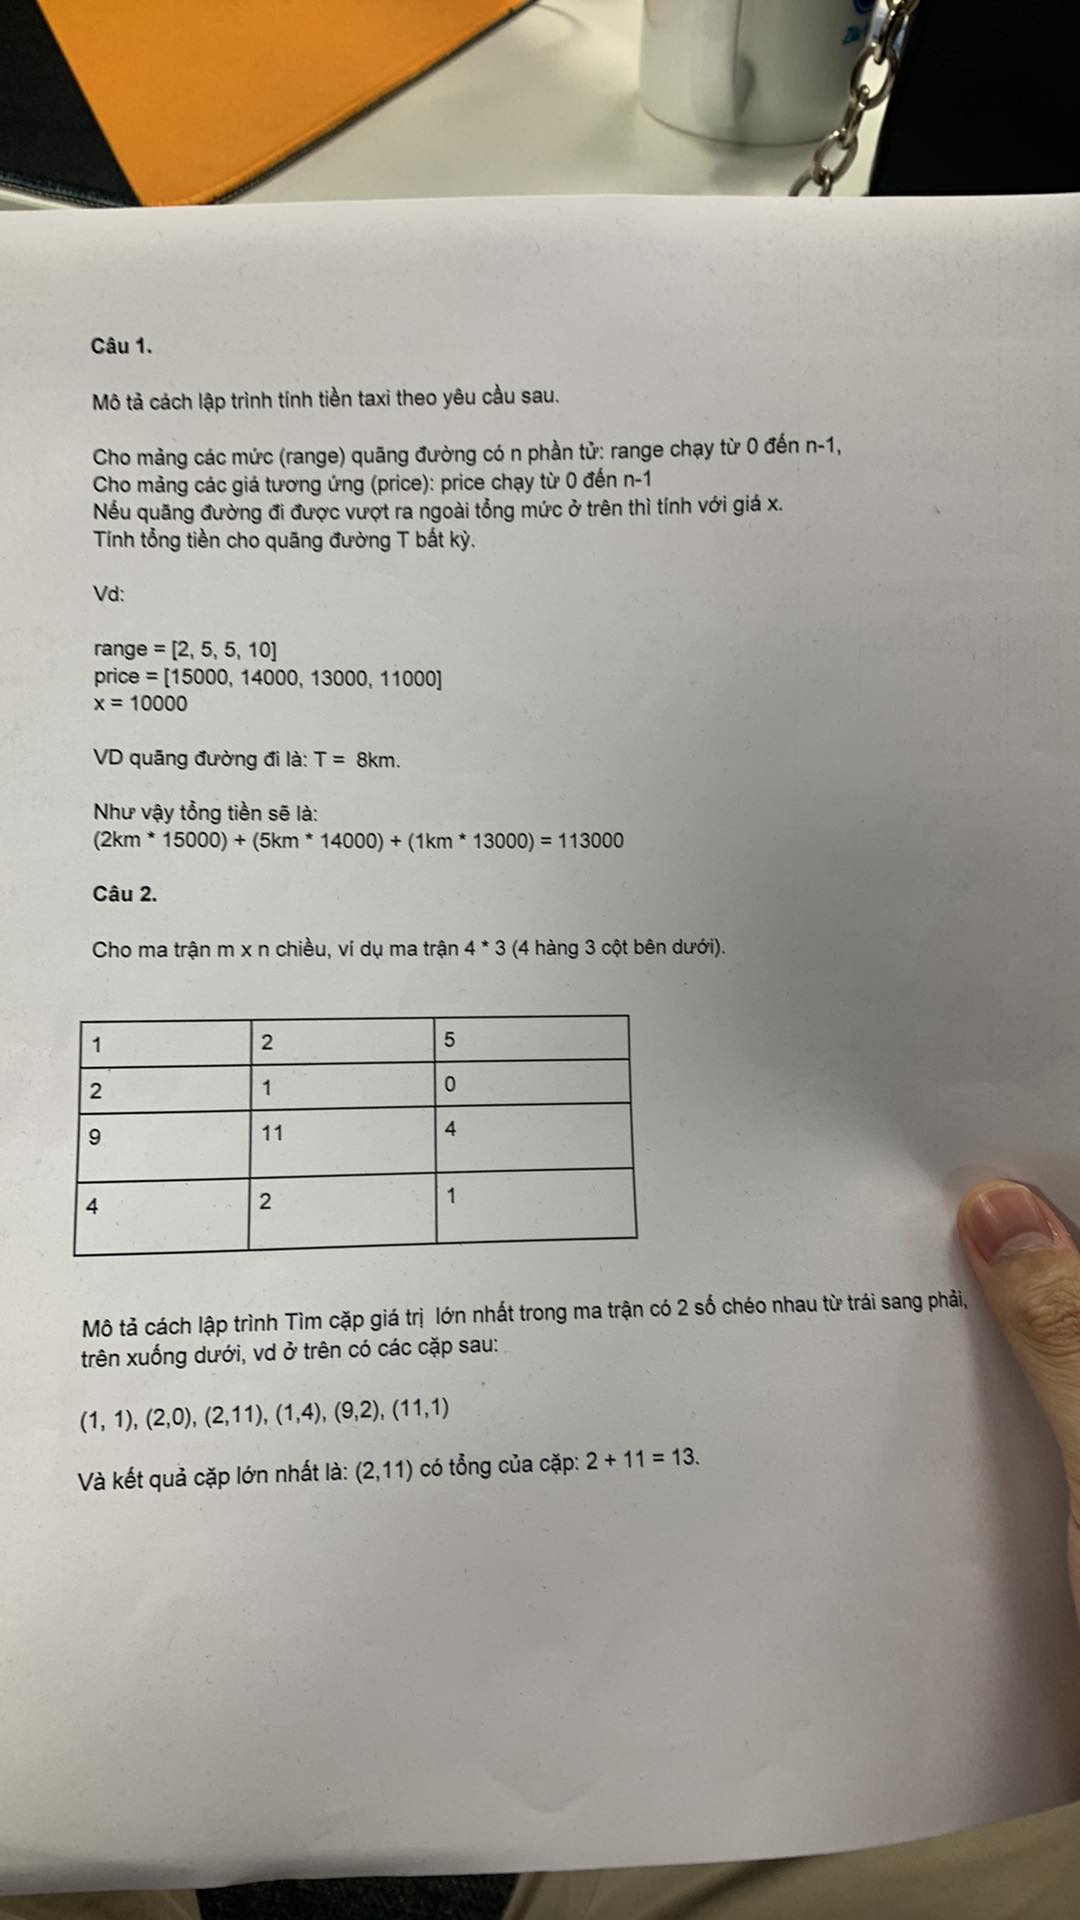 Câu 1.
Mô tả cách lập trình tính tiền taxi theo yêu cầu sau.
Cho mảng các mức (range) quãng đường có n phần tử: range chạy từ 0 đến n-1,
Cho mảng các giá tương ứng (price): price chạy từ 0 đến n-1
Nếu quãng đường đi được vượt ra ngoài tổng mức ở trên thì tính với giá x.
Tính tổng tiền cho quãng đường T bất kỳ.
Vd:
range = [2, 5, 5, 10]
price = [15000, 14000, 13000, 11000]
x = 10000
VD quãng đường đi là: T = 8km.
Như vậy tổng tiền sẽ là:
(2km * 15000) + (5km * 14000) + (1km * 13000) = 113000
Câu 2.
Cho ma trận m x n chiều, ví dụ ma trận 4 * 3 (4 hàng 3 cột bên dưới).
1 2 5
2 1 0
9 11 4
4 2 1
Mô tả cách lập trình Tìm cặp giá trị lớn nhất trong ma trận có 2 số chéo nhau từ trái sang phải,
trên xuống dưới, vd ở trên có các cặp sau:
(1, 1), (2,0), (2,11), (1,4), (9,2), (11,1)
Và kết quả cặp lớn nhất là: (2,11) có tổng của cặp: 2 + 11 = 13.